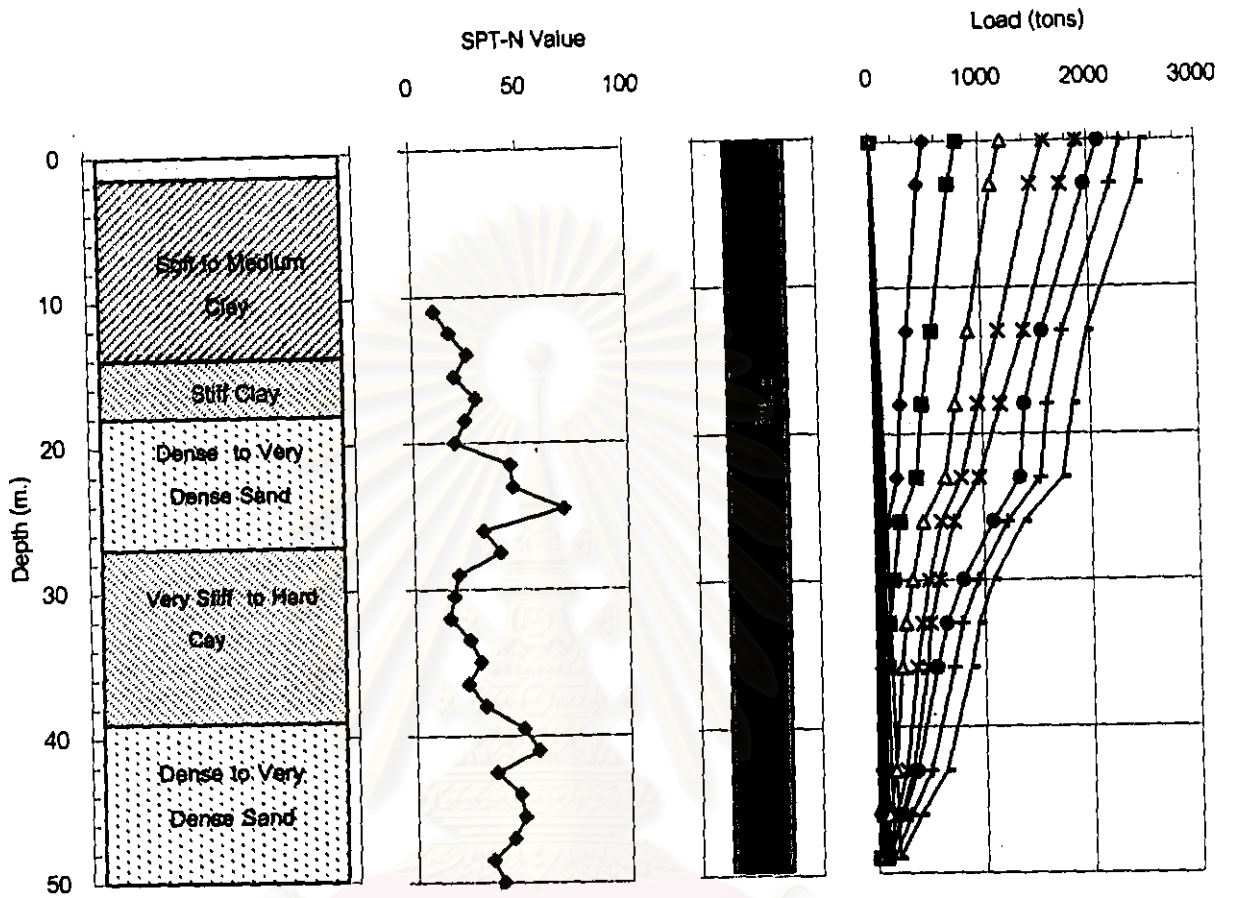 Load (tons)
SPT-N Value
0 1000 2000 3000
0 50 100
0
Soft to Medium
Clay
10
Stiff Clay
20
Dense to Very
Dense Sand
Depth (m.)
30
Very Stiff to Hard
Cay
40
Dense to Very
Dense Sand
50